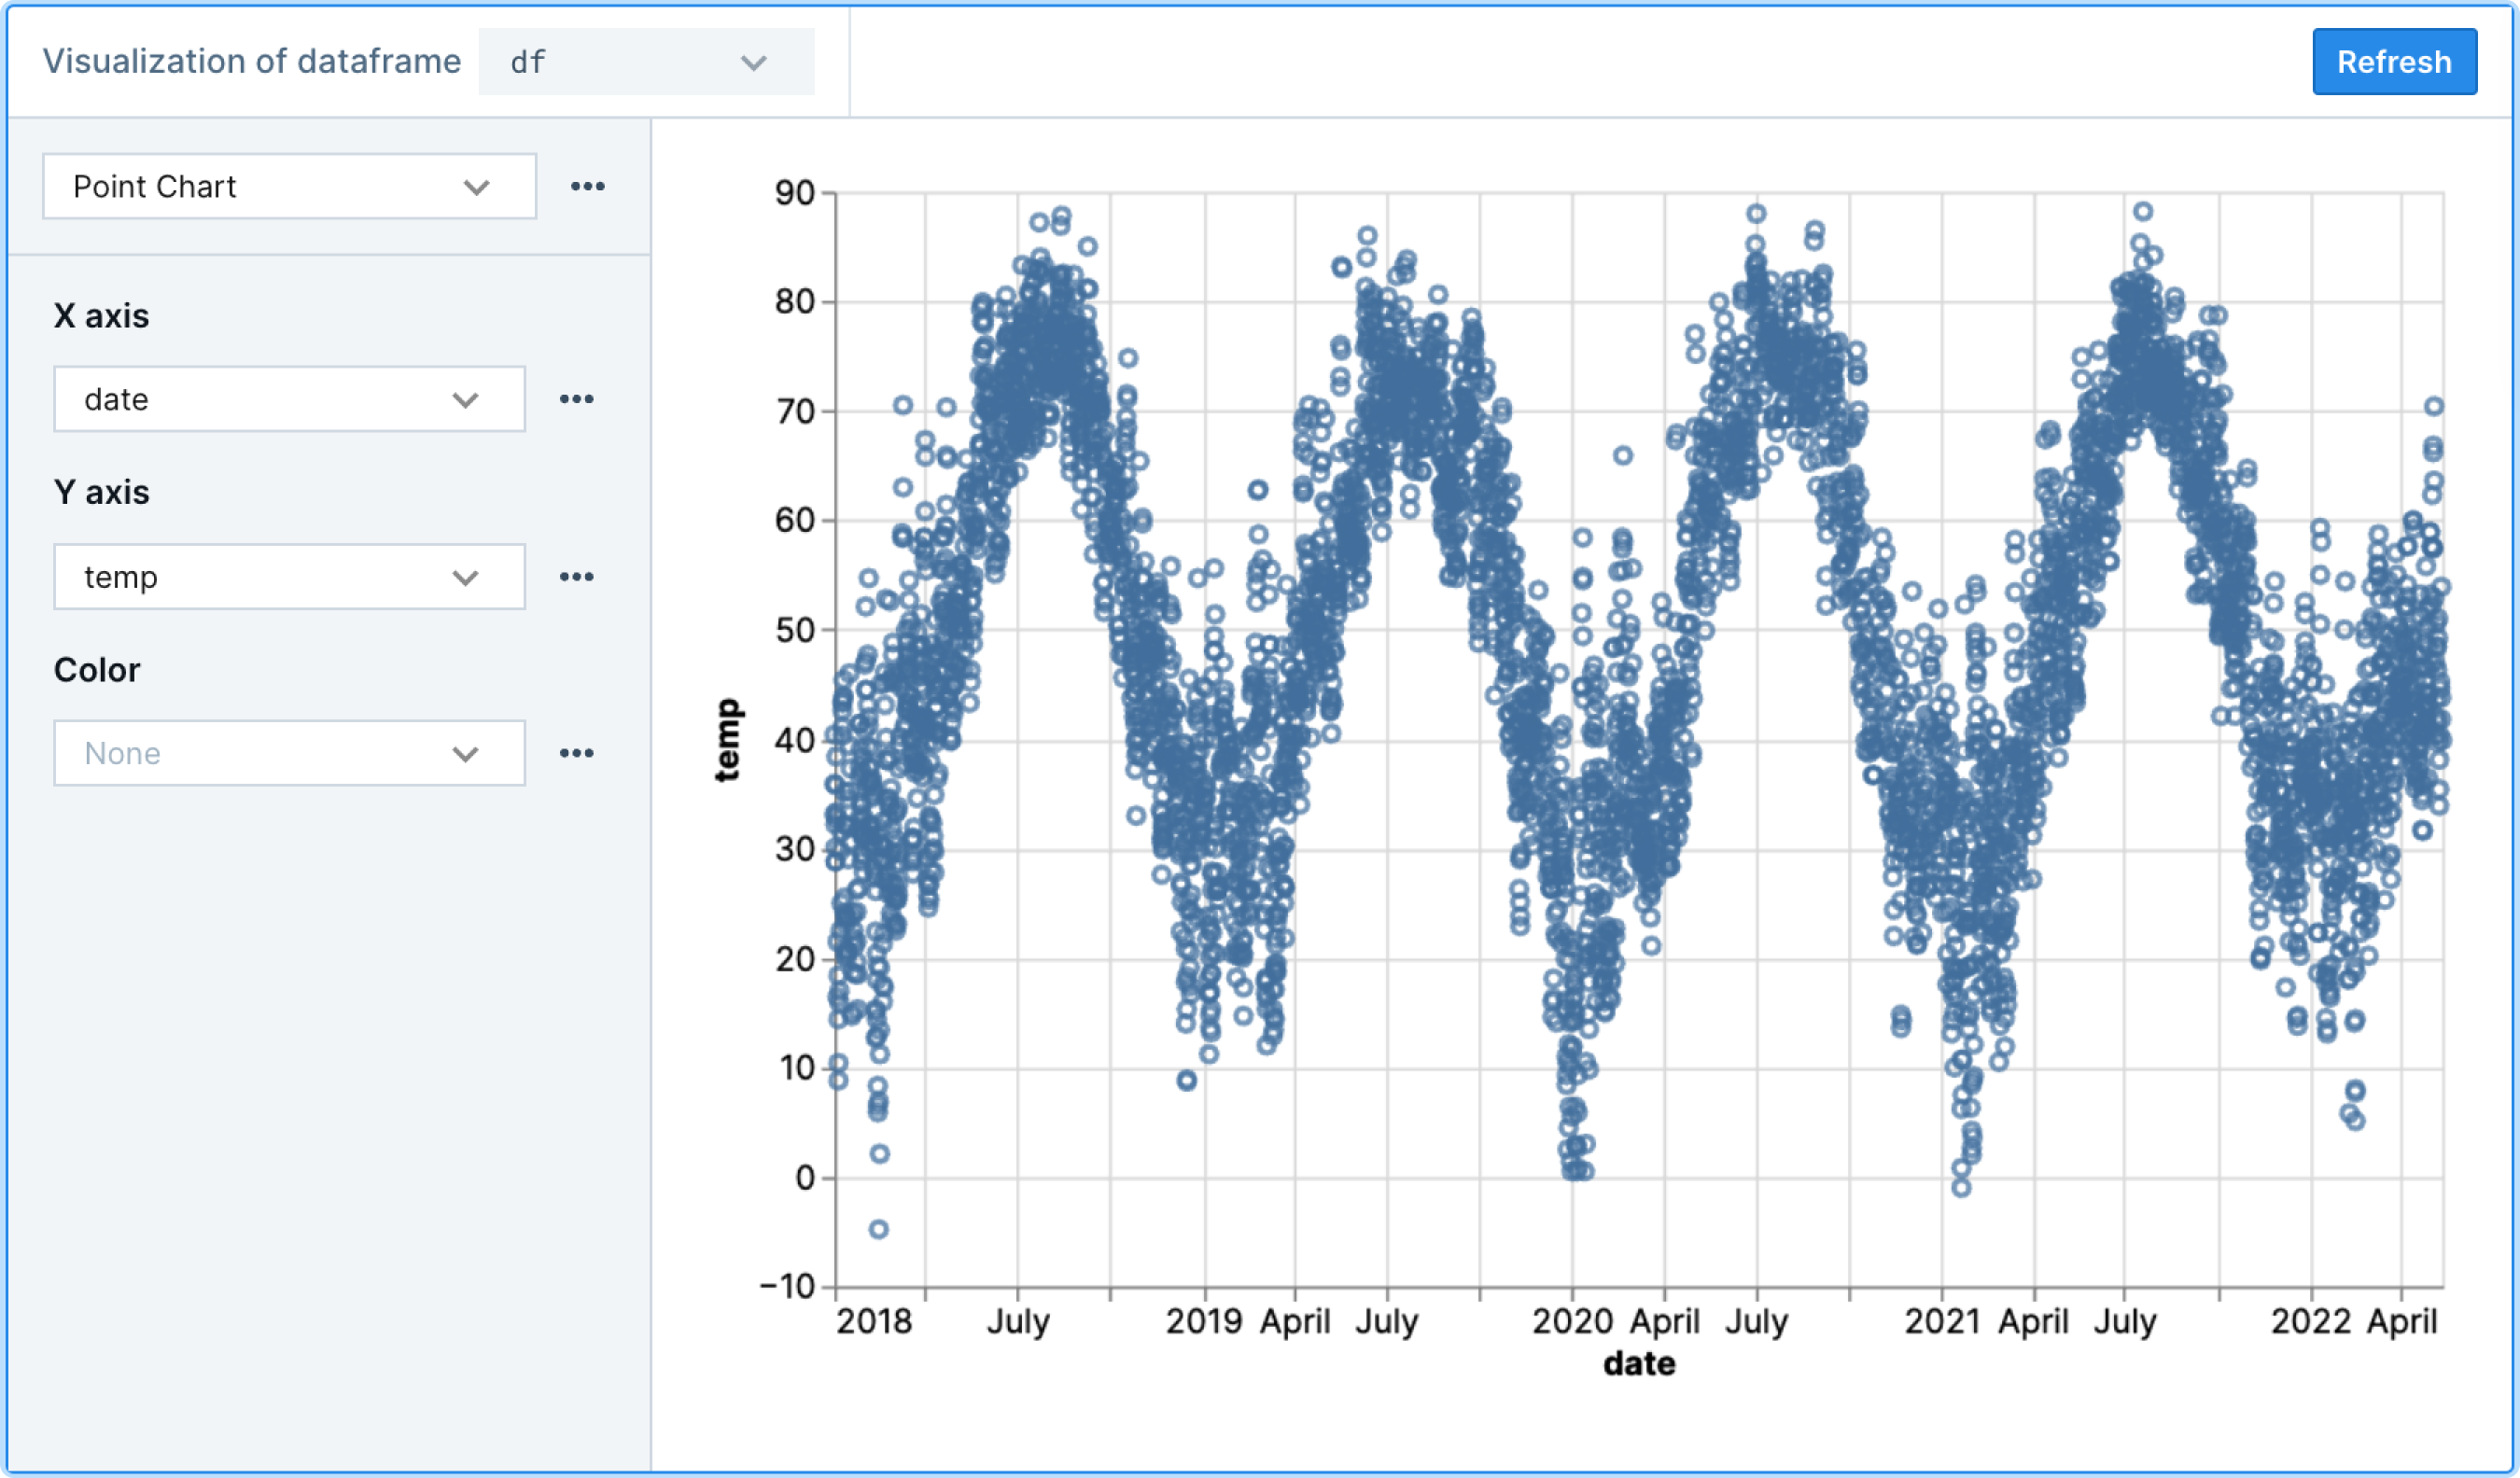 Visualization of dataframe df Refresh
Point Chart
X axis
date
Y axis
temp
Color
None
90
80
70
60
50
40
30
20
10
0
−10
temp
2018 July 2019 April July 2020 April July 2021 April July 2022 April
date